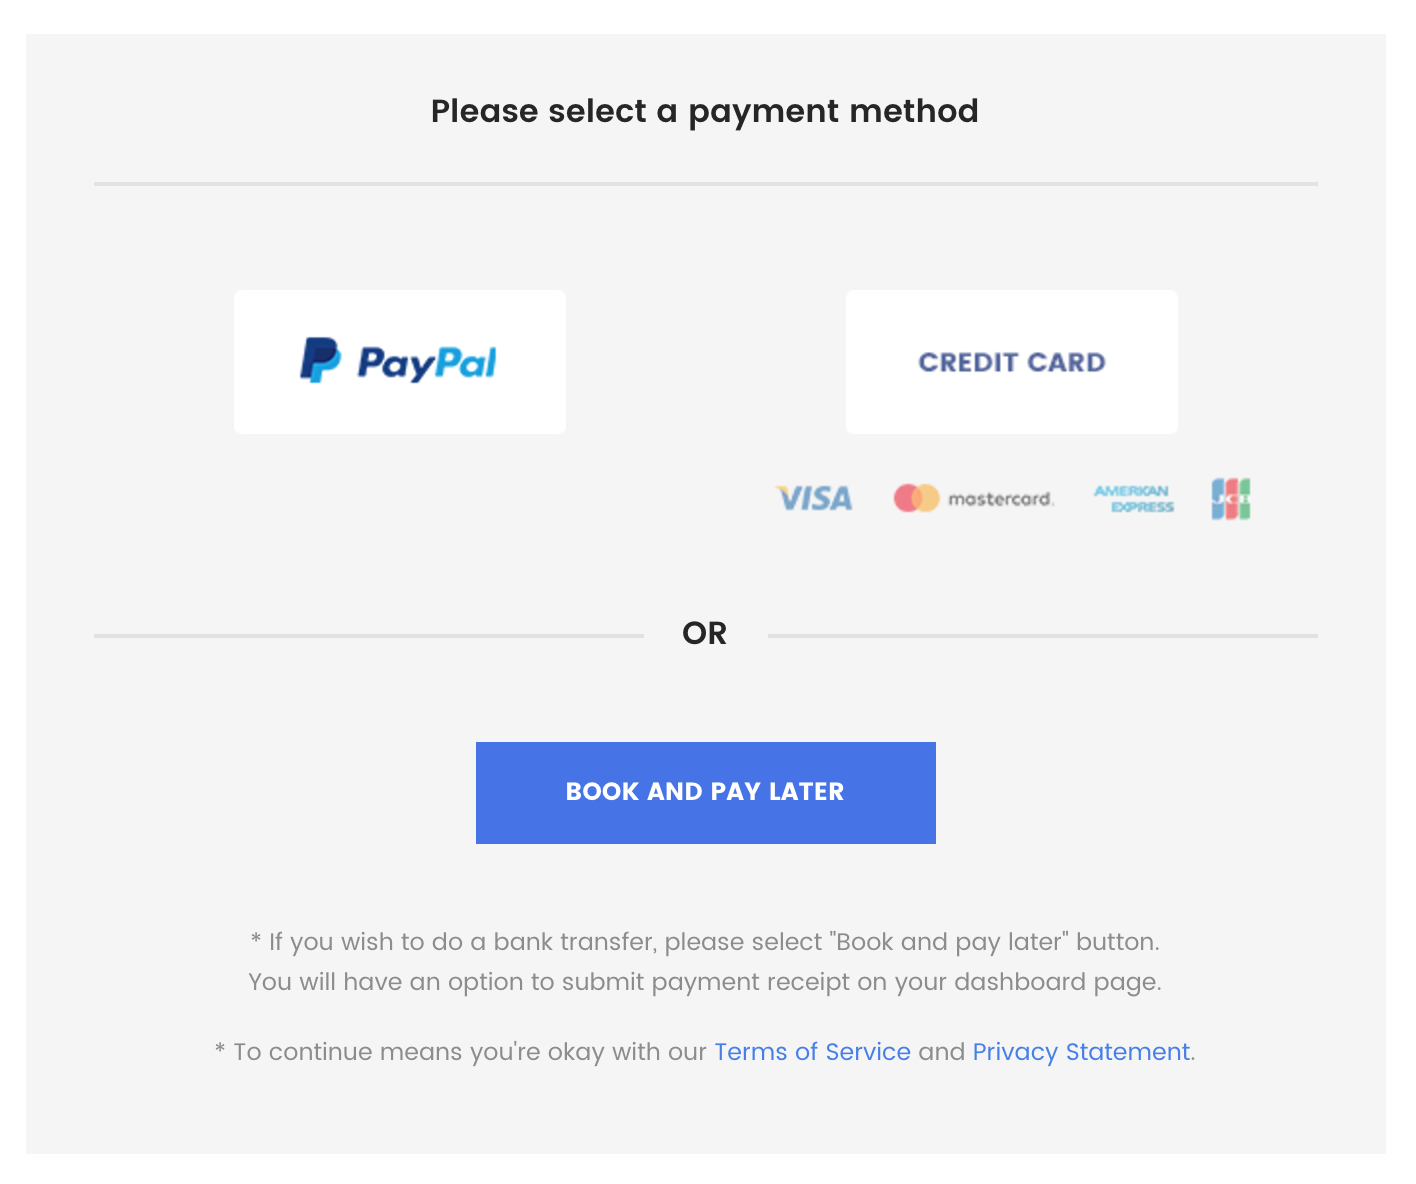 Please select a payment method
PayPal
CREDIT CARD
VISA
mastercard.
AMERICAN
EXPRESS
JCB
OR
BOOK AND PAY LATER
* If you wish to do a bank transfer, please select "Book and pay later" button.
You will have an option to submit payment receipt on your dashboard page.
* To continue means you're okay with our Terms of Service and Privacy Statement.